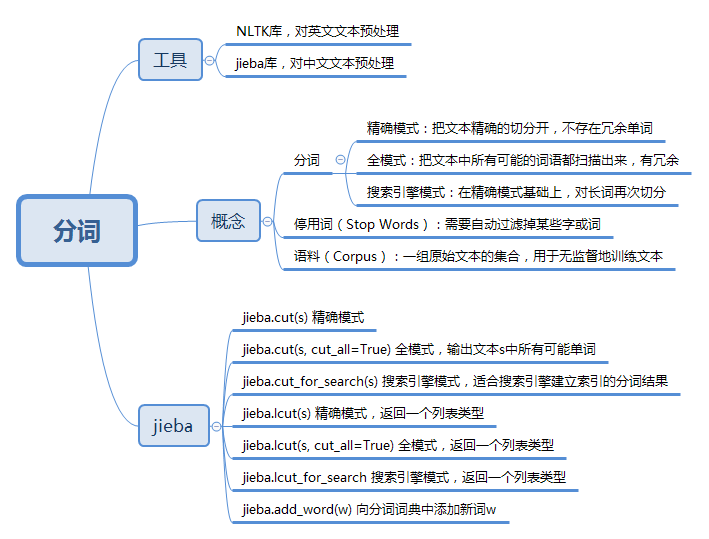 分词
工具
NLTK库，对英文文本预处理
jieba库，对中文文本预处理
概念
分词
精确模式：把文本精确的切分开，不存在冗余单词
全模式：把文本中所有可能的词语都扫描出来，有冗余
搜索引擎模式：在精确模式基础上，对长词再次切分
停用词（Stop Words）：需要自动过滤掉某些字或词
语料（Corpus）：一组原始文本的集合，用于无监督地训练文本
jieba
jieba.cut(s) 精确模式
jieba.cut(s, cut_all=True) 全模式，输出文本s中所有可能单词
jieba.cut_for_search(s) 搜索引擎模式，适合搜索引擎建立索引的分词结果
jieba.lcut(s) 精确模式，返回一个列表类型
jieba.lcut(s, cut_all=True) 全模式，返回一个列表类型
jieba.lcut_for_search 搜索引擎模式，返回一个列表类型
jieba.add_word(w) 向分词词典中添加新词w